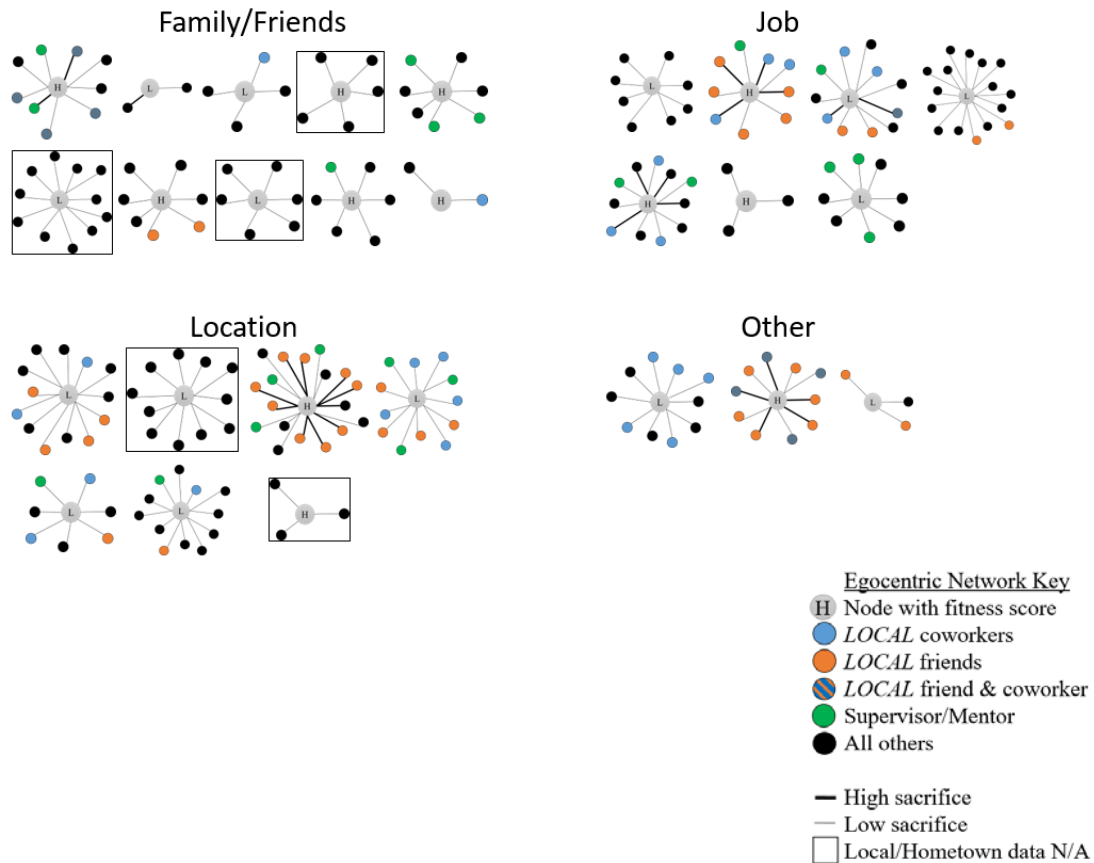 Family/Friends
Job
H
L
L
H
H
L
H
L
L
L
H
L
H
H
H
H
L
Location
Other
L
L
H
L
L
H
L
L
L
H
Egocentric Network Key
H Node with fitness score
LOCAL coworkers
LOCAL friends
LOCAL friend & coworker
Supervisor/Mentor
All others
High sacrifice
Low sacrifice
Local/Hometown data N/A